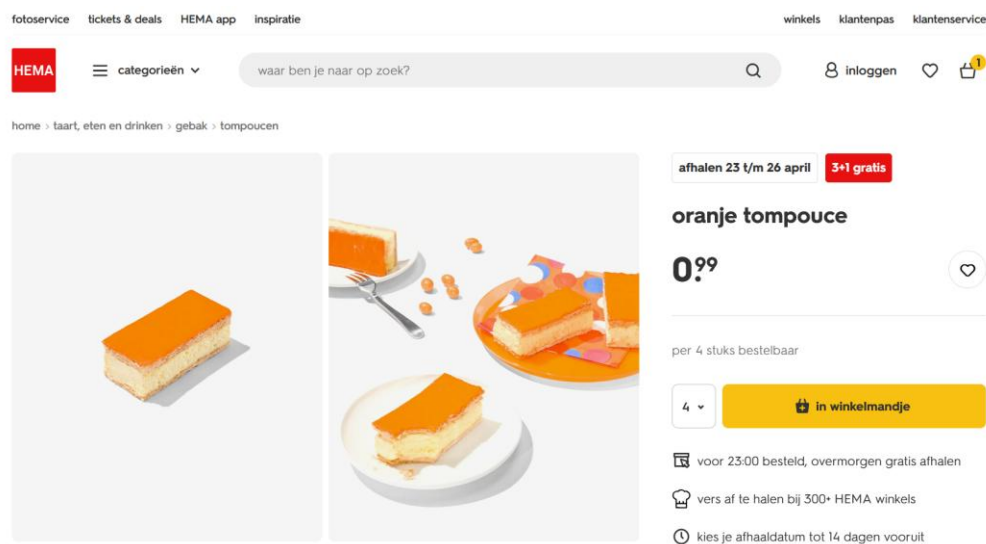 fotoservice tickets & deals HEMA app inspiratie winkels klantenpas klantenservice
HEMA categorieën waar ben je naar op zoek? inloggen 1
home > taart, eten en drinken > gebak > tompoucen
afhalen 23 t/m 26 april 3+1 gratis
oranje tompouce
0.99
per 4 stuks bestelbaar
4 in winkelmandje
voor 23:00 besteld, overmorgen gratis afhalen
vers af te halen bij 300+ HEMA winkels
kies je afhaaldatum tot 14 dagen vooruit